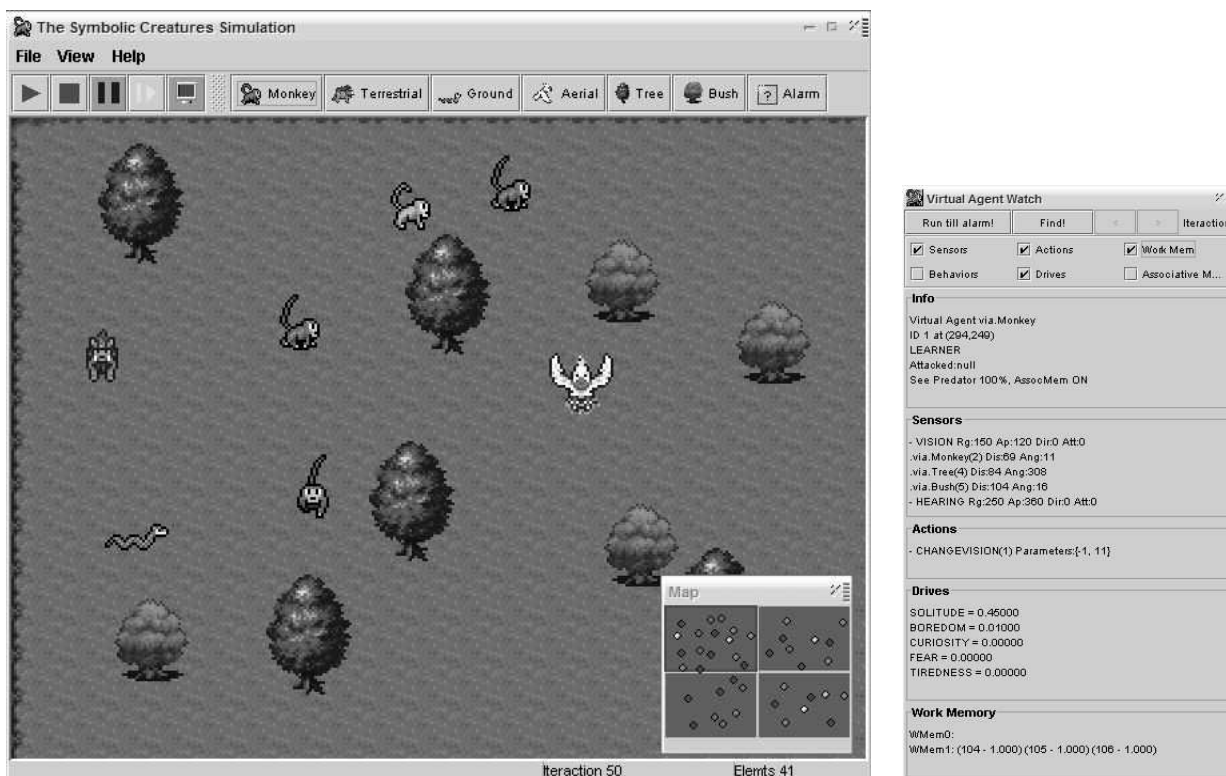 The Symbolic Creatures Simulation
File View Help
Monkey Terrestrial Ground Aerial Tree Bush Alarm
Map
Iteraction 50 Elemts 41
Virtual Agent Watch
Run till alarm! Find! Iteraction
Sensors Actions Work Mem
Behaviors Drives Associative M...
Info
Virtual Agent via.Monkey
ID 1 at (294,249)
LEARNER
Attacked:null
See Predator 100%, AssocMem ON
Sensors
- VISION Rg:150 Ap:120 Dir:0 Att:0
.via.Monkey(2) Dis:69 Ang:11
.via.Tree(4) Dis:84 Ang:308
.via.Bush(5) Dis:104 Ang:16
- HEARING Rg:250 Ap:360 Dir:0 Att:0
Actions
- CHANGEVISION(1) Parameters:{-1, 11}
Drives
SOLITUDE = 0.45000
BOREDOM = 0.01000
CURIOSITY = 0.00000
FEAR = 0.00000
TIREDNESS = 0.00000
Work Memory
WMem0:
WMem1: (104 - 1.000) (105 - 1.000) (106 - 1.000)